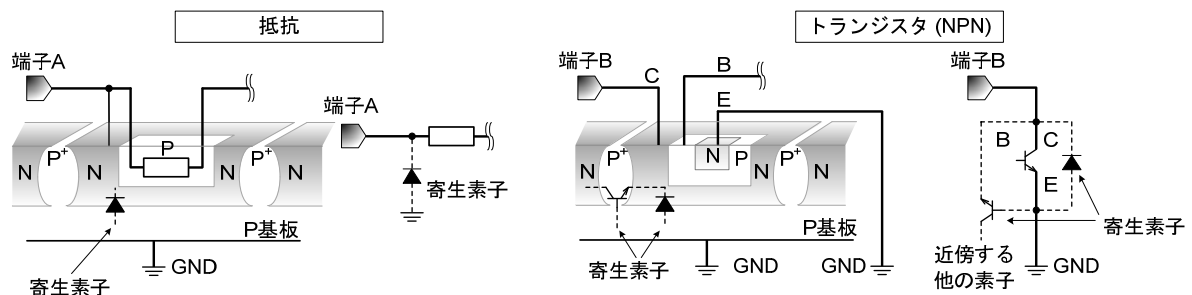 抵抗
トランジスタ (NPN)
端子A
端子A
P
N
P+
N
N
P+
N
寄生素子
P基板
GND
寄生素子
端子B
C
B
E
N
P+
N
N
P
P+
N
P基板
寄生素子
GND
GND
端子B
B
C
E
寄生素子
近傍する
他の素子
GND